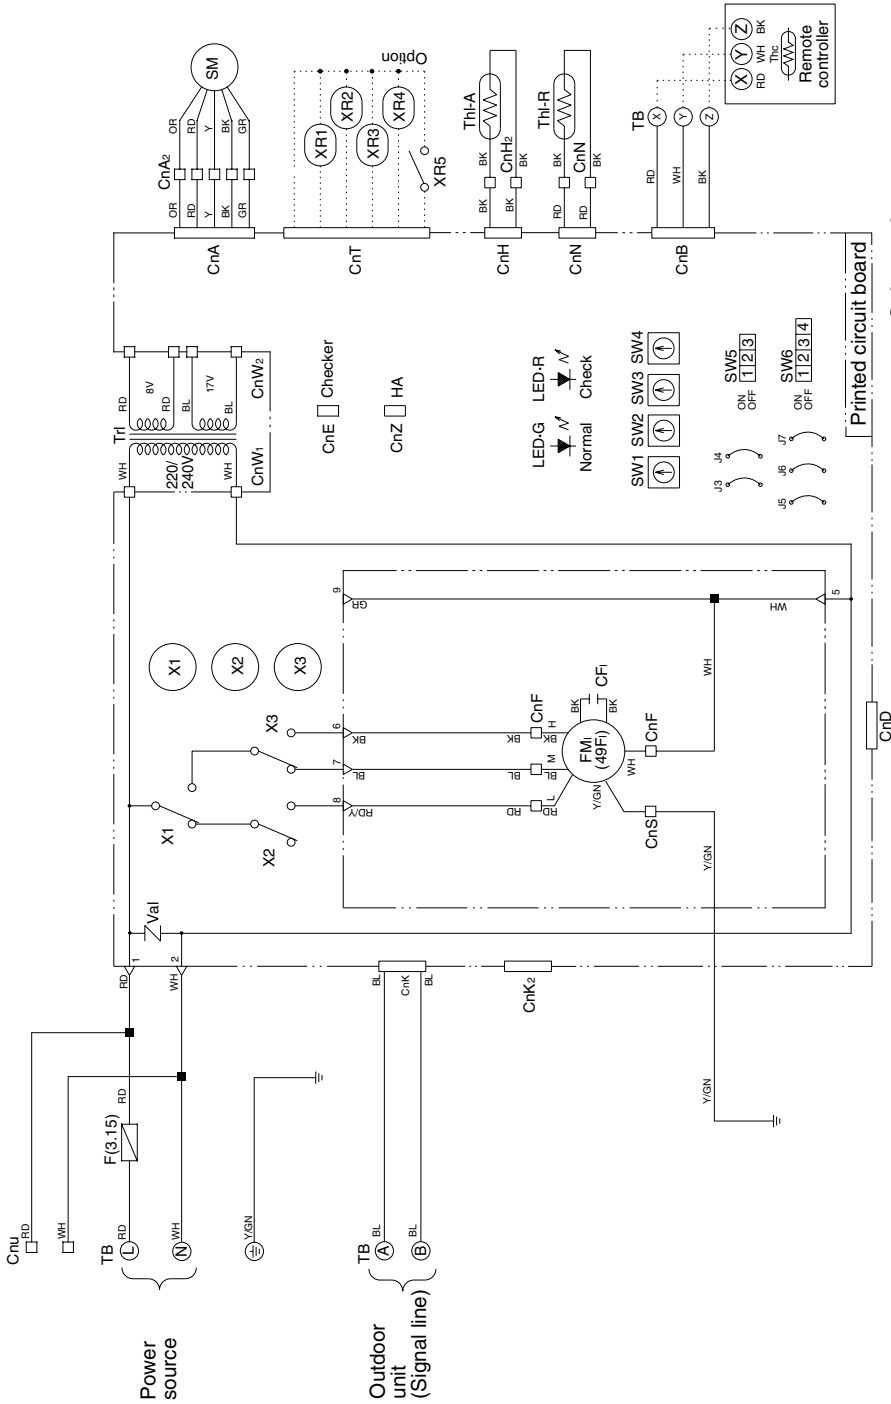 Power
source
TB
L
N
Cnu
RD
WH
RD
WH
F(3.15)
RD
RD
WH
1
2
Val
Y/GN
Outdoor
unit
(Signal line)
TB
A
B
BL
BL
BL
CnK
BL
CnK2
Y/GN
Y/GN
X1
X2
X3
X1
X2
X3
8
7
6
9
5
RD/Y
BL
BK
GR
WH
RD
BL
BK
CnF
RD
BL
BK
L
M
H
FMI
(49FI)
CFI
BK
BK
Y/GN
WH
CnS
CnF
WH
CnD
TrI
WH
220/
240V
WH
CnW1
RD
8V
RD
BL
17V
BL
CnW2
CnE
Checker
CnZ
HA
LED·G
Normal
LED·R
Check
SW1
SW2
SW3
SW4
J3
J4
J5
J6
J7
SW5
ON
OFF
1 2 3
SW6
ON
OFF
1 2 3 4
Printed circuit board
CnA
OR
RD
Y
BK
GR
CnA2
OR
RD
Y
BK
GR
SM
CnT
XR1
XR2
XR3
XR4
XR5
Option
CnH
BK
BK
CnH2
BK
BK
ThI-A
CnN
RD
RD
CnN
BK
BK
ThI-R
CnB
RD
WH
BK
TB
X
Y
Z
X
Y
Z
RD
WH
BK
Thc
Remote
controller